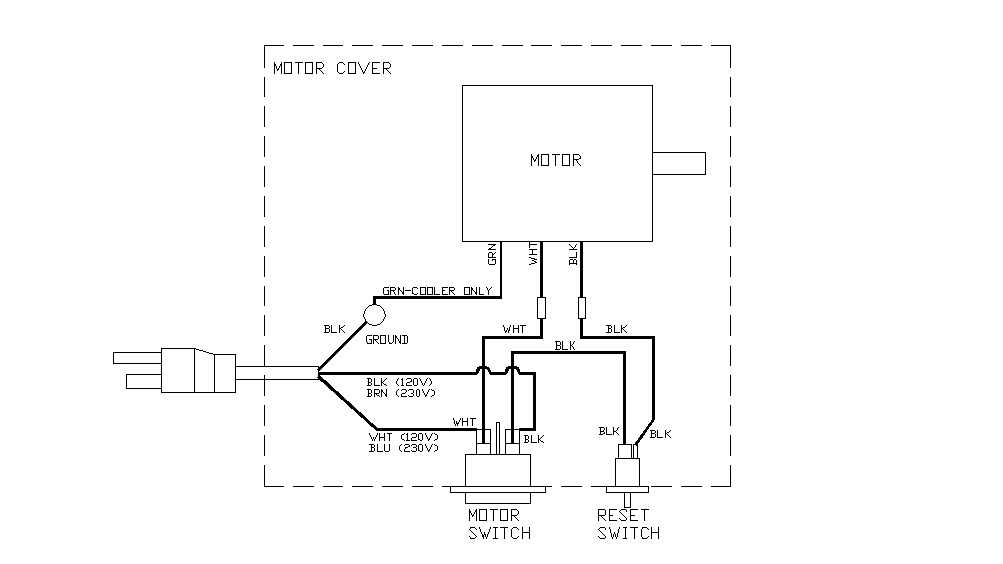 MOTOR COVER
MOTOR
GRN
WHT
BLK
GRN-COOLER ONLY
BLK
GROUND
WHT
BLK
BLK
BLK (120V)
BRN (230V)
WHT
WHT (120V)
BLU (230V)
BLK
BLK
BLK
MOTOR
SWITCH
RESET
SWITCH